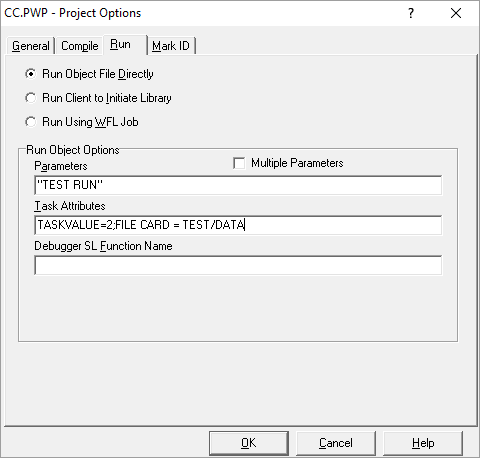 CC.PWP - Project Options
General Compile Run Mark ID
Run Object File Directly
Run Client to Initiate Library
Run Using WFL Job
Run Object Options
Parameters Multiple Parameters
"TEST RUN"
Task Attributes
TASKVALUE=2;FILE CARD = TEST/DATA
Debugger SL Function Name
OK Cancel Help